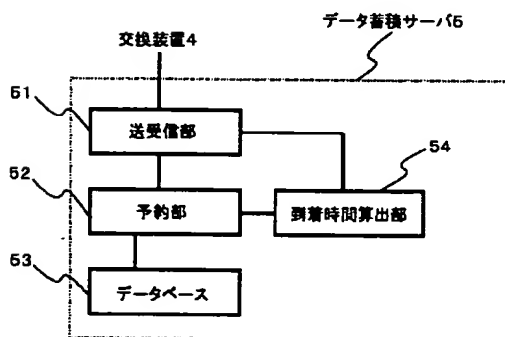 データ蓄積サーバ5
交換装置4
51
送受信部
54
52
予約部
到着時間算出部
53
データベース